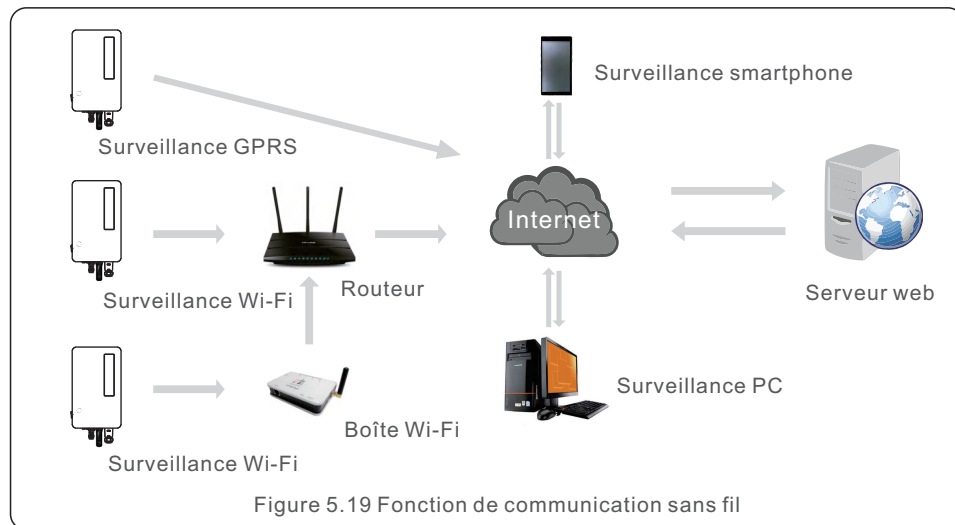 Surveillance smartphone
Surveillance GPRS
Internet
Surveillance Wi-Fi
Routeur
Serveur web
Surveillance PC
Boîte Wi-Fi
Surveillance Wi-Fi
Figure 5.19 Fonction de communication sans fil